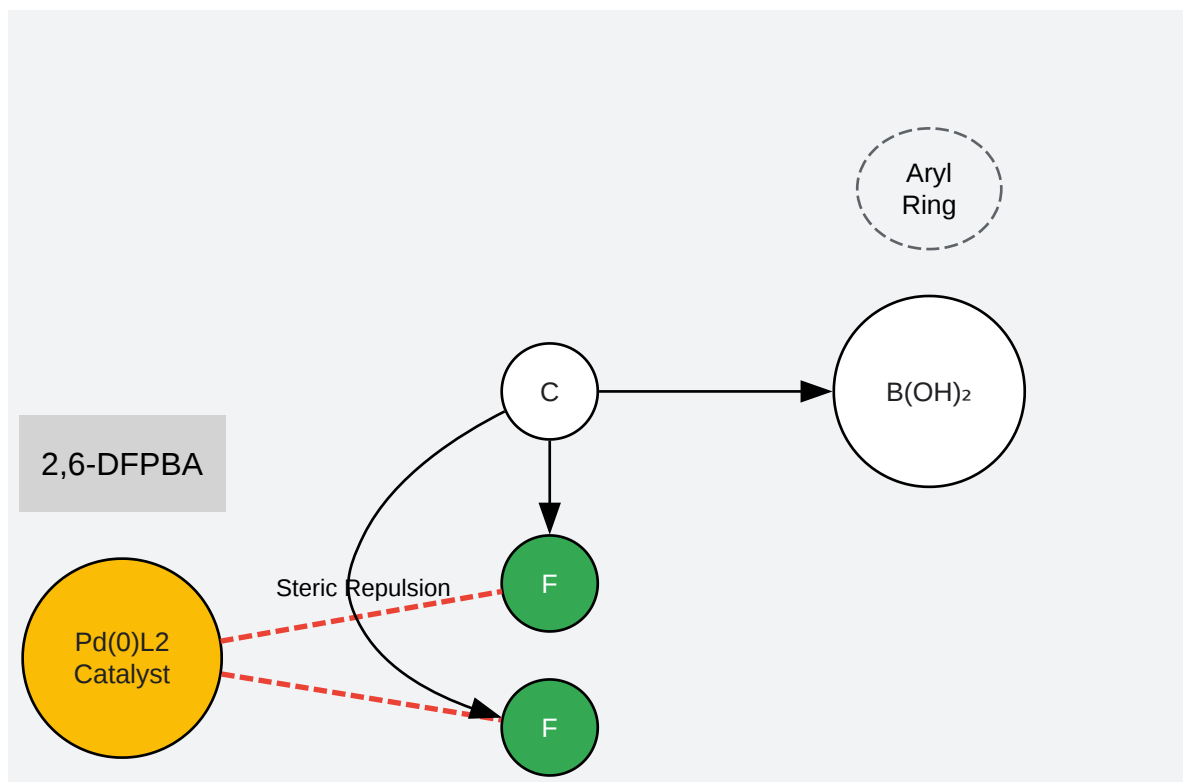 Aryl
Ring
C
B(OH)₂
2,6-DFPBA
Steric Repulsion
F
Pd(0)L2
Catalyst
F